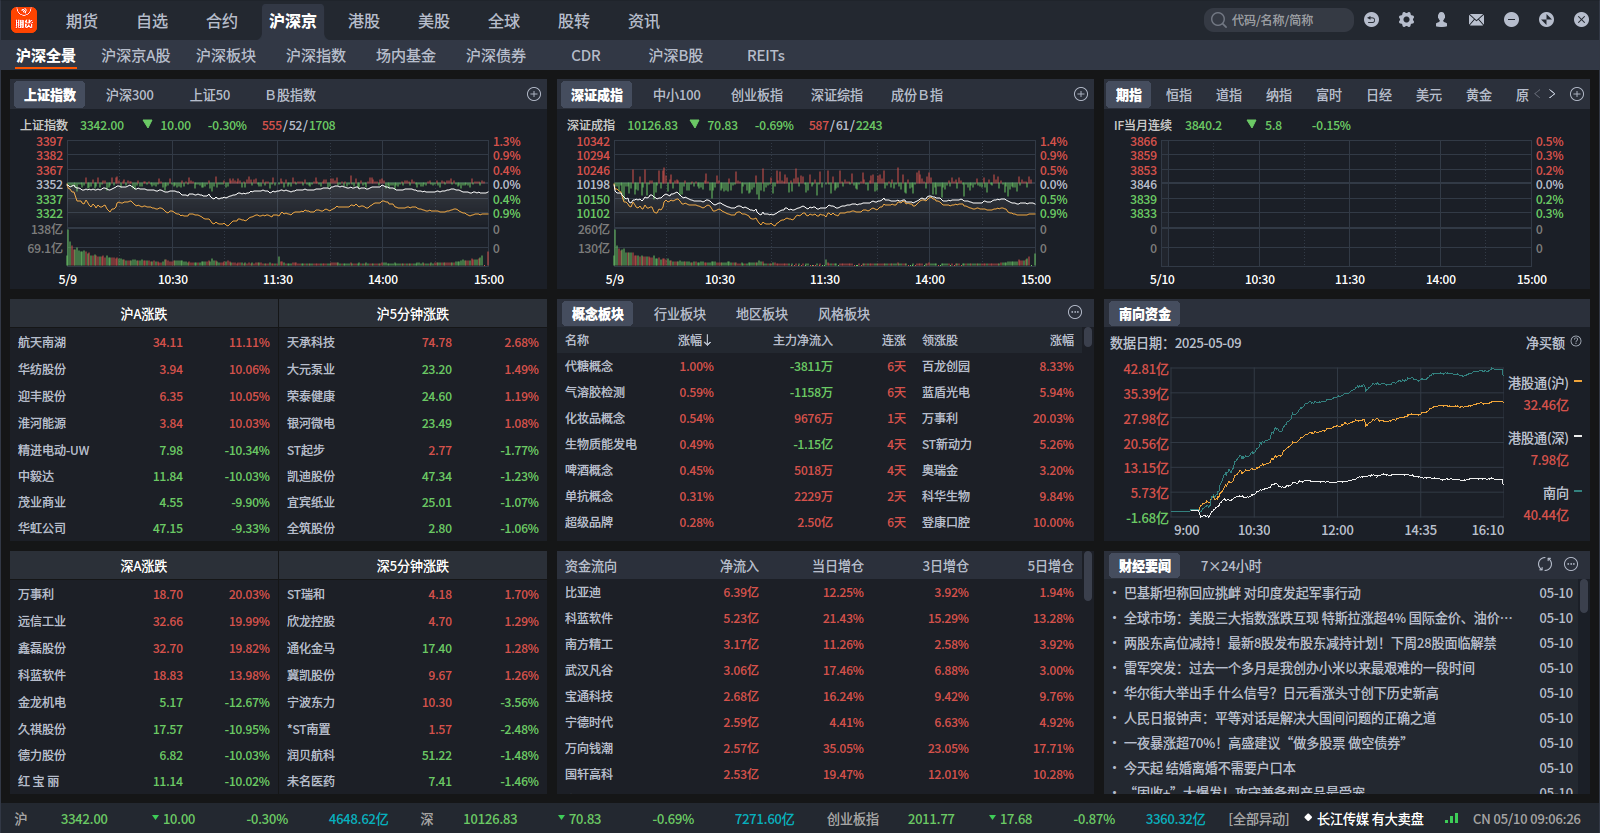 期货 期货 自选 合约 沪深京 港股 美股 全球 股转 资讯 代码/名称/简称
沪深全景 沪深京A股 沪深板块 沪深指数 场内基金 沪深债券 CDR 沪深B股 REITs
上证指数 沪深300 上证50 B股指数
上证指数 3342.00 ▼ 10.00 -0.30% 555/52/1708
3397 1.3%
3382 0.9%
3367 0.4%
3352 0.0%
3337 0.4%
3322 0.9%
138亿 0
69.1亿 0
5/9 10:30 11:30 14:00 15:00
深证成指 中小100 创业板指 深证综指 成份B指
深证成指 10126.83 ▼ 70.83 -0.69% 587/61/2243
10342 1.4%
10294 0.9%
10246 0.5%
10198 0.0%
10150 0.5%
10102 0.9%
260亿 0
130亿 0
5/9 10:30 11:30 14:00 15:00
期指 恒指 道指 纳指 富时 日经 美元 黄金 原
IF当月连续 3840.2 ▼ 5.8 -0.15%
3866 0.5%
3859 0.3%
3853 0.2%
3846 0.0%
3839 0.2%
3833 0.3%
0 0
0 0
5/10 10:30 11:30 14:00 15:00
沪A涨跌
航天南湖 34.11 11.11%
华纺股份 3.94 10.06%
迎丰股份 6.35 10.05%
淮河能源 3.84 10.03%
精进电动-UW 7.98 -10.34%
中毅达 11.84 -10.03%
茂业商业 4.55 -9.90%
华虹公司 47.15 -9.33%
沪5分钟涨跌
天承科技 74.78 2.68%
大元泵业 23.20 1.49%
荣泰健康 24.60 1.19%
银河微电 23.49 1.08%
ST起步 2.77 -1.77%
凯迪股份 47.34 -1.23%
宜宾纸业 25.01 -1.07%
全筑股份 2.80 -1.06%
概念板块 行业板块 地区板块 风格板块
名称 涨幅↓ 主力净流入 连涨 领涨股 涨幅
代糖概念 1.00% -3811万 6天 百龙创园 8.33%
气溶胶检测 0.59% -1158万 6天 蓝盾光电 5.94%
化妆品概念 0.54% 9676万 1天 万事利 20.03%
生物质能发电 0.49% -1.15亿 4天 ST新动力 5.26%
啤酒概念 0.45% 5018万 4天 奥瑞金 3.20%
单抗概念 0.31% 2229万 2天 科华生物 9.84%
超级品牌 0.28% 2.50亿 6天 登康口腔 10.00%
南向资金
数据日期：2025-05-09 净买额
42.81亿
35.39亿
27.98亿
20.56亿
13.15亿
5.73亿
-1.68亿
9:00 10:30 12:00 14:35 16:10
港股通(沪)
32.46亿
港股通(深)
7.98亿
南向
40.44亿
深A涨跌
万事利 18.70 20.03%
远信工业 32.66 19.99%
鑫磊股份 32.70 19.82%
科蓝软件 18.83 13.98%
金龙机电 5.17 -12.67%
久祺股份 17.57 -10.95%
德力股份 6.82 -10.03%
红 宝 丽 11.14 -10.02%
深5分钟涨跌
ST瑞和 4.18 1.70%
欣龙控股 4.70 1.29%
通化金马 17.40 1.28%
冀凯股份 9.67 1.26%
宁波东力 10.30 -3.56%
*ST南置 1.57 -2.48%
润贝航科 51.22 -1.48%
未名医药 7.41 -1.46%
资金流向 净流入 当日增仓 3日增仓 5日增仓
比亚迪 6.39亿 12.25% 3.92% 1.94%
科蓝软件 5.23亿 21.43% 15.29% 13.28%
南方精工 3.17亿 11.26% 2.58% 3.92%
武汉凡谷 3.06亿 17.46% 6.88% 3.00%
宝通科技 2.68亿 16.24% 9.42% 9.76%
宁德时代 2.59亿 4.41% 6.63% 4.92%
万向钱潮 2.57亿 35.05% 23.05% 17.71%
国轩高科 2.53亿 19.47% 12.01% 10.28%
财经要闻 7×24小时
· 巴基斯坦称回应挑衅 对印度发起军事行动 05-10
· 全球市场：美股三大指数涨跌互现 特斯拉涨超4% 国际金价、油价… 05-10
· 两股东高位减持！最新8股发布股东减持计划！下周28股面临解禁 05-10
· 雷军突发：过去一个多月是我创办小米以来最艰难的一段时间 05-10
· 华尔街大举出手 什么信号？日元看涨头寸创下历史新高 05-10
· 人民日报钟声：平等对话是解决大国间问题的正确之道 05-10
· 一夜暴涨超70%！高盛建议“做多股票 做空债券” 05-10
· 今天起 结婚离婚不需要户口本 05-10
· “固收+”大爆发！攻守兼备型产品最受宠 05-10
沪 3342.00 ▼10.00 -0.30% 4648.62亿 深 10126.83 ▼70.83 -0.69% 7271.60亿 创业板指 2011.77 ▼17.68 -0.87% 3360.32亿 [全部异动] ◆ 长江传媒 有大卖盘 CN 05/10 09:06:26